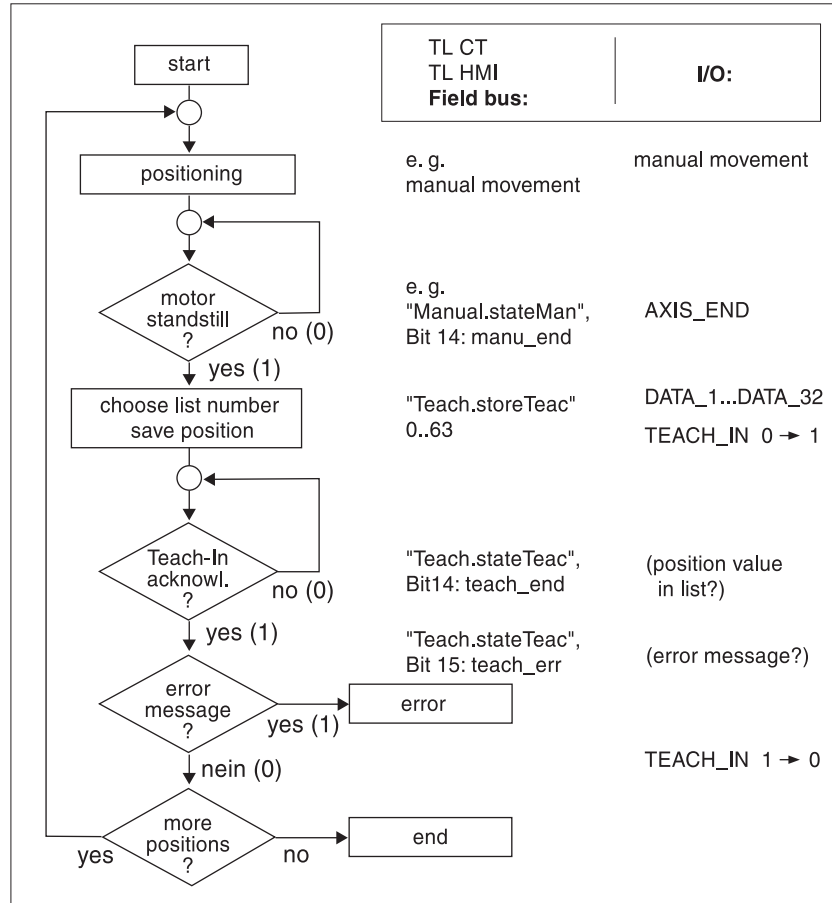 start
TL CT
TL HMI
Field bus:
I/O:
positioning
e. g.
manual movement
manual movement
motor
standstill
?
no (0)
yes (1)
e. g.
"Manual.stateMan",
Bit 14: manu_end
AXIS_END
choose list number
save position
"Teach.storeTeac"
0..63
DATA_1...DATA_32
TEACH_IN 0 → 1
Teach-In
acknowl.
?
no (0)
yes (1)
"Teach.stateTeac",
Bit14: teach_end
(position value
in list?)
"Teach.stateTeac",
Bit 15: teach_err
(error message?)
error
message
?
yes (1)
error
nein (0)
TEACH_IN 1 → 0
more
positions
?
yes
no
end